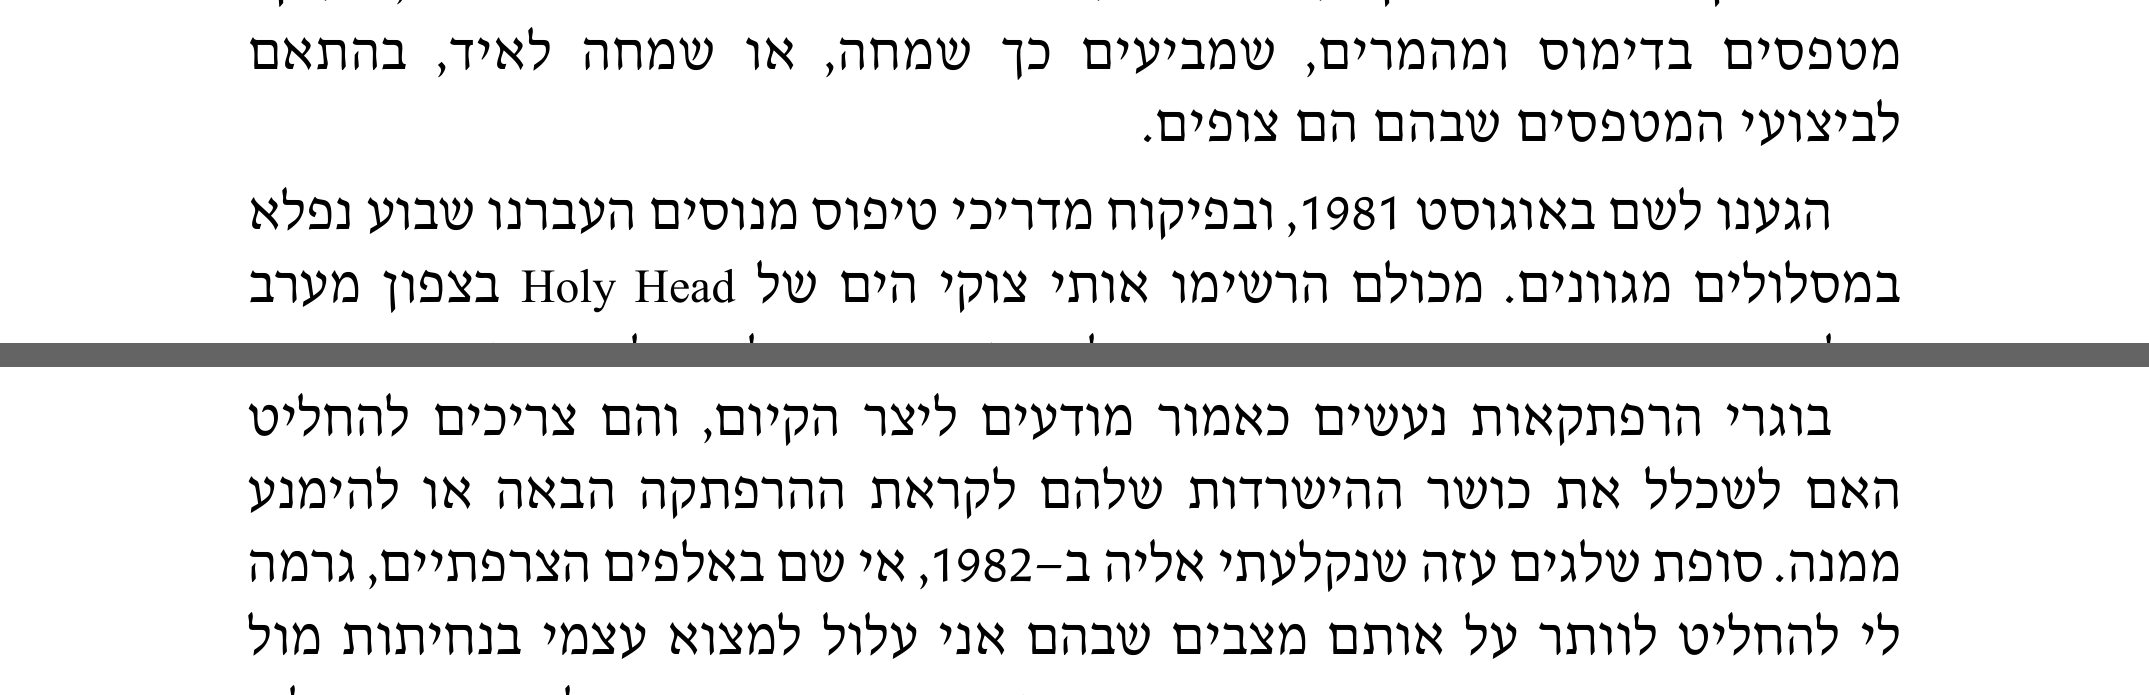 מטפסים בדימוס ומהמרים, שמביעים כך שמחה, או שמחה לאיד, בהתאם
לביצועי המטפסים שבהם הם צופים.
הגענו לשם באוגוסט 1981, ובפיקוח מדריכי טיפוס מנוסים העברנו שבוע נפלא
במסלולים מגוונים. מכולם הרשימו אותי צוקי הים של Holy Head בצפון מערב
בוגרי הרפתקאות נעשים כאמור מודעים ליצר הקיום, והם צריכים להחליט
האם לשכלל את כושר ההישרדות שלהם לקראת ההרפתקה הבאה או להימנע
ממנה. סופת שלגים עזה שנקלעתי אליה ב–1982, אי שם באלפים הצרפתיים, גרמה
לי להחליט לוותר על אותם מצבים שבהם אני עלול למצוא עצמי בנחיתות מול